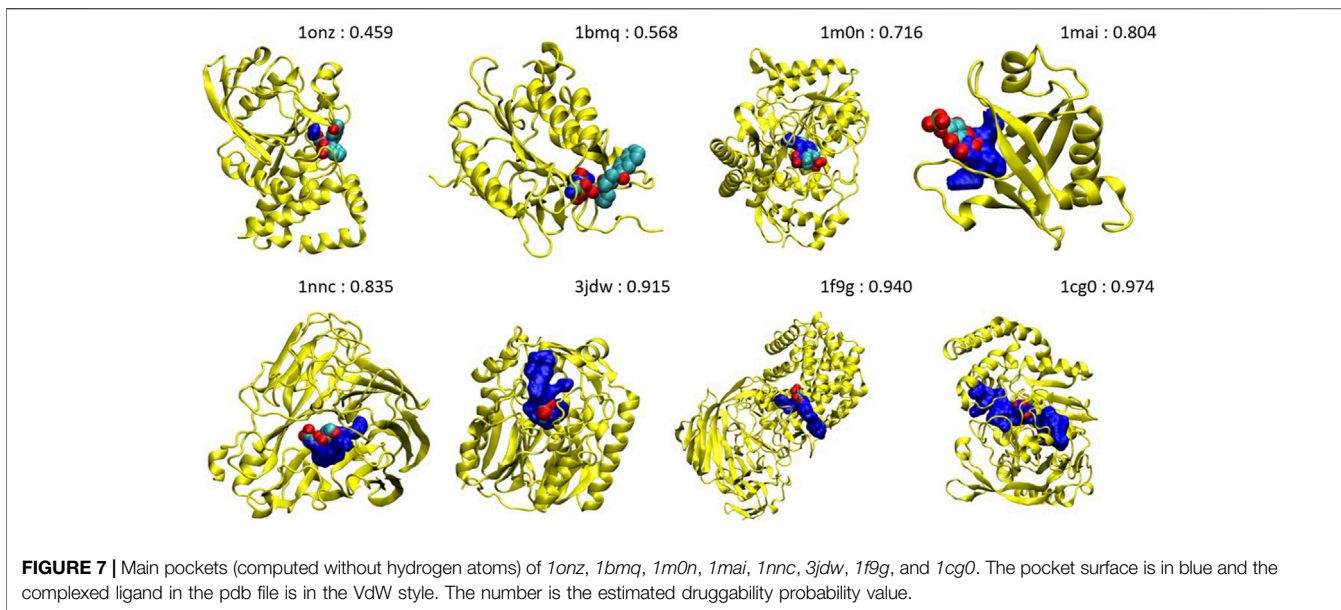 1onz : 0.459
1bmq : 0.568
1m0n : 0.716
1mai : 0.804
1nnc : 0.835
3jdw : 0.915
1f9g : 0.940
1cg0 : 0.974
FIGURE 7 | Main pockets (computed without hydrogen atoms) of 1onz, 1bmq, 1m0n, 1mai, 1nnc, 3jdw, 1f9g, and 1cg0. The pocket surface is in blue and the
complexed ligand in the pdb file is in the VdW style. The number is the estimated druggability probability value.